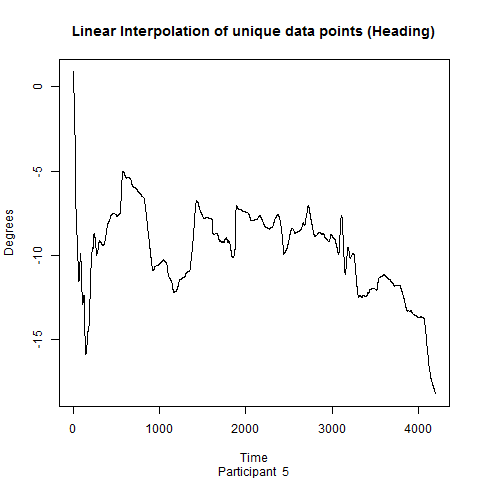 Linear Interpolation of unique data points (Heading)
0
-5
-10
-15
Degrees
0 1000 2000 3000 4000
Time
Participant 5